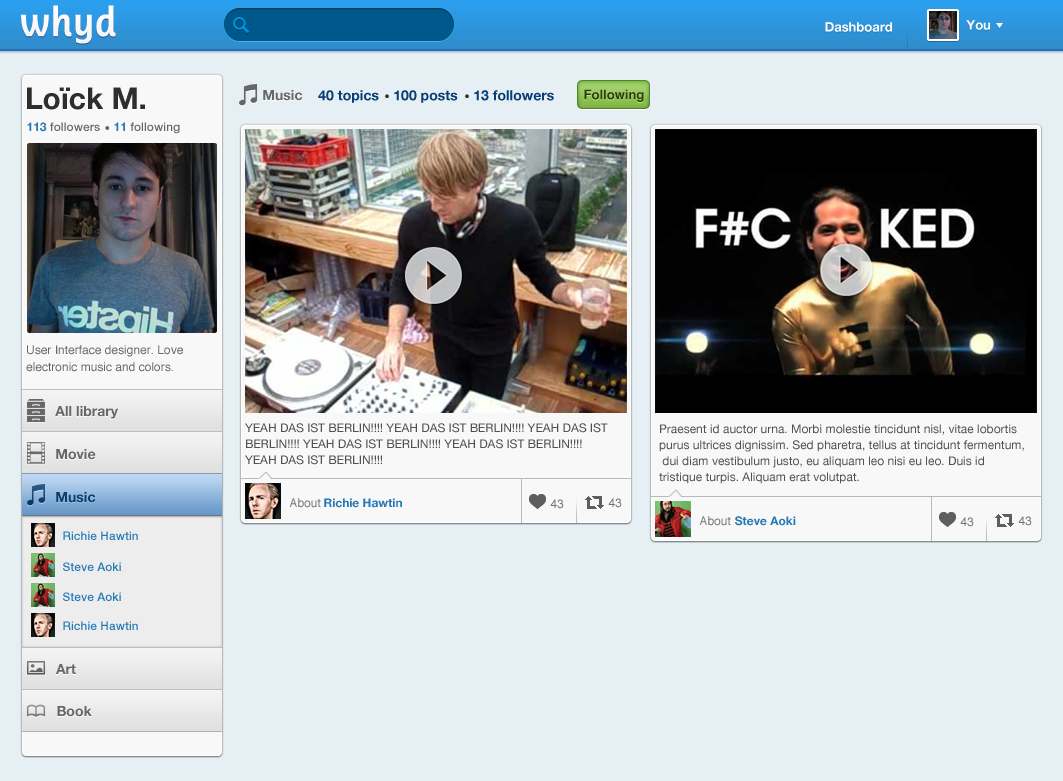 whyd
Dashboard
You
Loïck M.
113 followers • 11 following
Hipster
User Interface designer. Love
electronic music and colors.
All library
Movie
Music
Richie Hawtin
Steve Aoki
Steve Aoki
Richie Hawtin
Art
Book
Music 40 topics • 100 posts • 13 followers Following
YEAH DAS IST BERLIN!!!! YEAH DAS IST BERLIN!!!! YEAH DAS IST
BERLIN!!!! YEAH DAS IST BERLIN!!!! YEAH DAS IST BERLIN!!!!
YEAH DAS IST BERLIN!!!!
About Richie Hawtin 43 43
F#C KED
Praesent id auctor urna. Morbi molestie tincidunt nisl, vitae lobortis
purus ultrices dignissim. Sed pharetra, tellus at tincidunt fermentum,
dui diam vestibulum justo, eu aliquam leo nisi eu leo. Duis id
tristique turpis. Aliquam erat volutpat.
About Steve Aoki 43 43